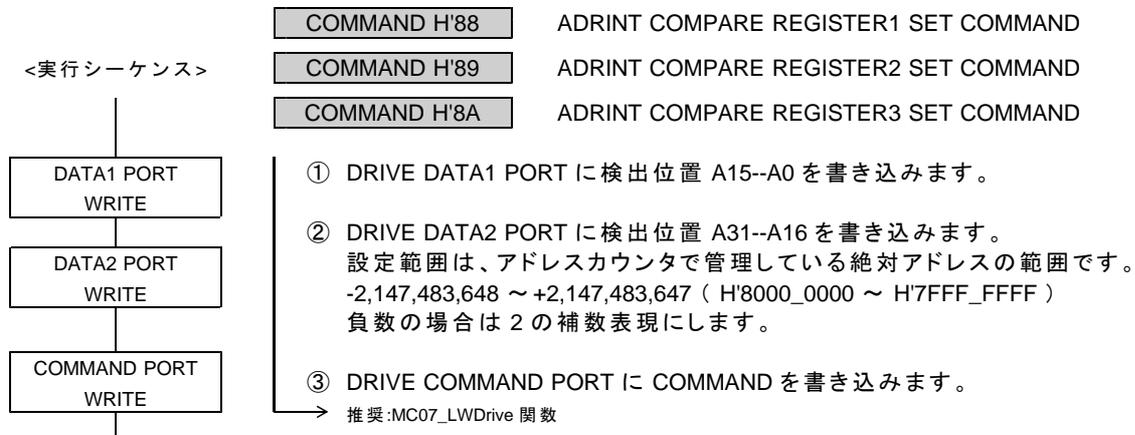 COMMAND H'88 ADRINT COMPARE REGISTER1 SET COMMAND
<実行シーケンス>
COMMAND H'89 ADRINT COMPARE REGISTER2 SET COMMAND
COMMAND H'8A ADRINT COMPARE REGISTER3 SET COMMAND
DATA1 PORT
WRITE
① DRIVE DATA1 PORT に検出位置 A15--A0 を書き込みます。
DATA2 PORT
WRITE
② DRIVE DATA2 PORT に検出位置 A31--A16 を書き込みます。
設定範囲は、アドレスカウンタで管理している絶対アドレスの範囲です。
-2,147,483,648 ～ +2,147,483,647 ( H'8000_0000 ～ H'7FFF_FFFF )
負数の場合は 2 の補数表現にします。
COMMAND PORT
WRITE
③ DRIVE COMMAND PORT に COMMAND を書き込みます。
推奨:MC07_LWDrive 関数